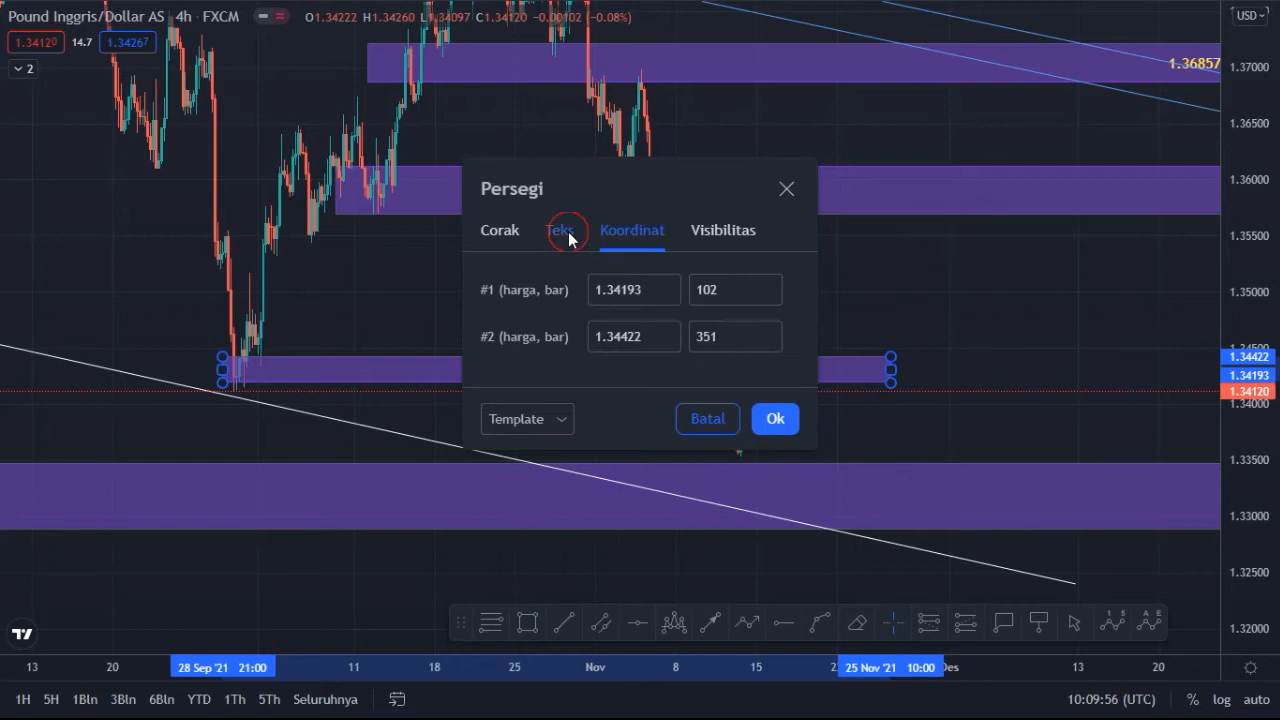 Pound Inggris/Dollar AS · 4h · FXCM
O1.34222 H1.34260 L1.34097 C1.34120 -0.00102 (-0.08%)
USD
1.34120 14.7 1.34267
2
1.36857
1.37000
1.36500
1.36000
1.35500
1.35000
1.34500
1.34422
1.34193
1.34120
1.34000
1.33500
1.33000
1.32500
1.32000
Persegi
Corak Teks Koordinat Visibilitas
#1 (harga, bar) 1.34193 102
#2 (harga, bar) 1.34422 351
Template Batal Ok
13 20 28 Sep '21 21:00 11 18 25 Nov 8 15 25 Nov '21 10:00 Des 13 20
1H 5H 1Bln 3Bln 6Bln YTD 1Th 5Th Seluruhnya 10:09:56 (UTC) % log auto